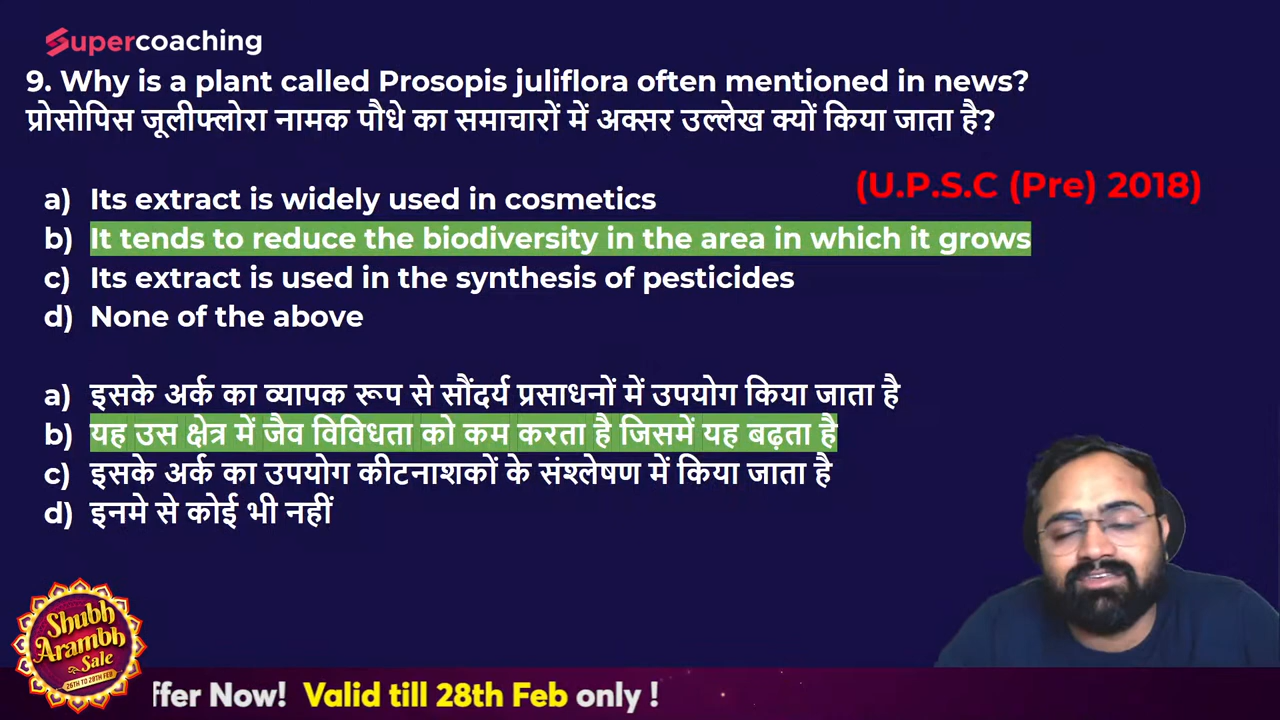 Supercoaching
9. Why is a plant called Prosopis juliflora often mentioned in news?
प्रोसोपिस जूलीफ्लोरा नामक पौधे का समाचारों में अक्सर उल्लेख क्यों किया जाता है?
(U.P.S.C (Pre) 2018)
a) Its extract is widely used in cosmetics
b) It tends to reduce the biodiversity in the area in which it grows
c) Its extract is used in the synthesis of pesticides
d) None of the above
a) इसके अर्क का व्यापक रूप से सौंदर्य प्रसाधनों में उपयोग किया जाता है
b) यह उस क्षेत्र में जैव विविधता को कम करता है जिसमें यह बढ़ता है
c) इसके अर्क का उपयोग कीटनाशकों के संश्लेषण में किया जाता है
d) इनमे से कोई भी नहीं
Shubh
Arambh
Sale
26TH TO 28TH FEB
ffer Now! Valid till 28th Feb only !